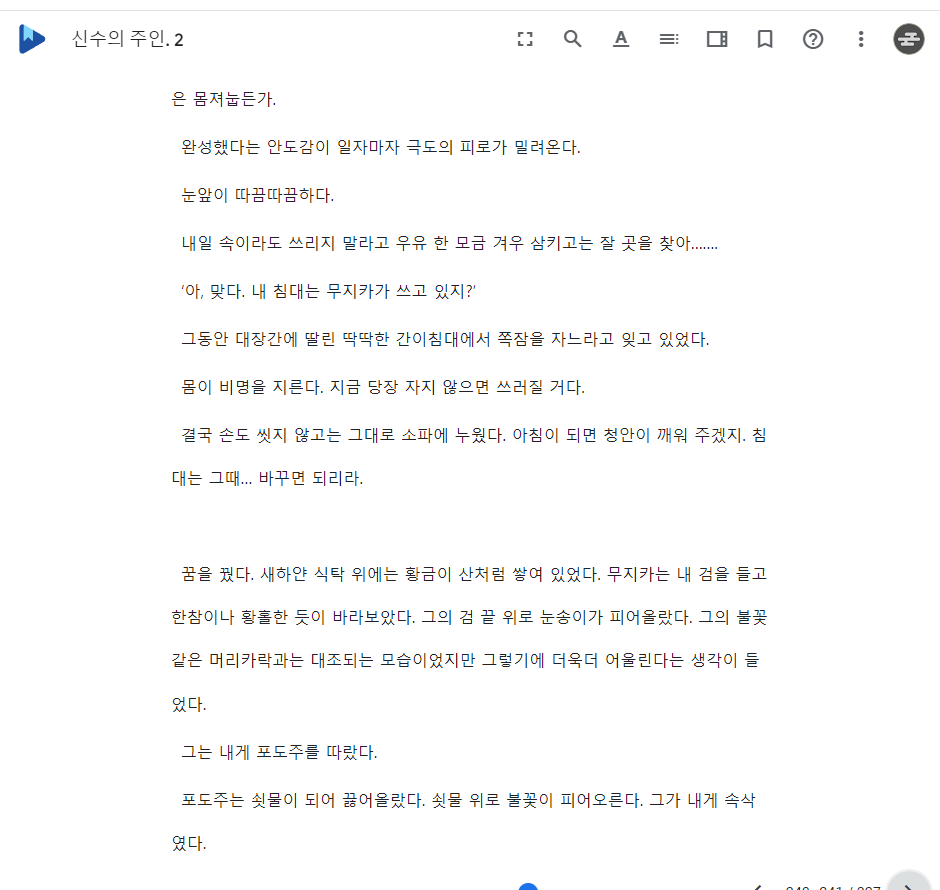 신수의 주인. 2
은 몸져눕든가.
완성했다는 안도감이 일자마자 극도의 피로가 밀려온다.
눈앞이 따끔따끔하다.
내일 속이라도 쓰리지 말라고 우유 한 모금 겨우 삼키고는 잘 곳을 찾아…….
‘아, 맞다. 내 침대는 무지카가 쓰고 있지?’
그동안 대장간에 딸린 딱딱한 간이침대에서 쪽잠을 자느라고 잊고 있었다.
몸이 비명을 지른다. 지금 당장 자지 않으면 쓰러질 거다.
결국 손도 씻지 않고는 그대로 소파에 누웠다. 아침이 되면 청안이 깨워 주겠지. 침
대는 그때… 바꾸면 되리라.
꿈을 꿨다. 새하얀 식탁 위에는 황금이 산처럼 쌓여 있었다. 무지카는 내 검을 들고
한참이나 황홀한 듯이 바라보았다. 그의 검 끝 위로 눈송이가 피어올랐다. 그의 불꽃
같은 머리카락과는 대조되는 모습이었지만 그렇기에 더욱더 어울린다는 생각이 들
었다.
그는 내게 포도주를 따랐다.
포도주는 쇳물이 되어 끓어올랐다. 쇳물 위로 불꽃이 피어오른다. 그가 내게 속삭
였다.